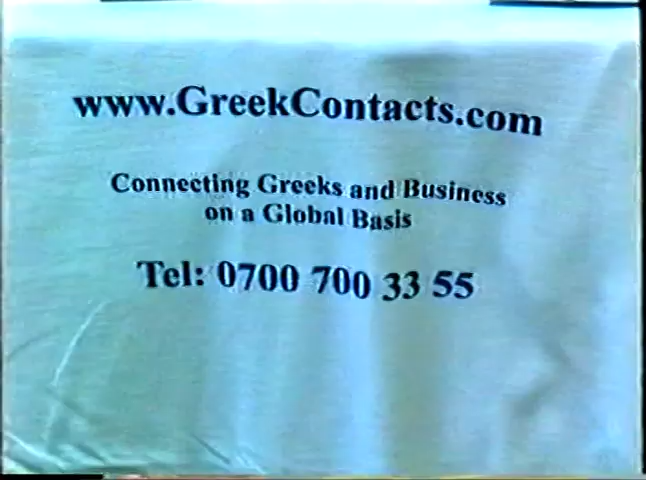 www.GreekContacts.com
Connecting Greeks and Business
on a Global Basis
Tel: 0700 700 33 55